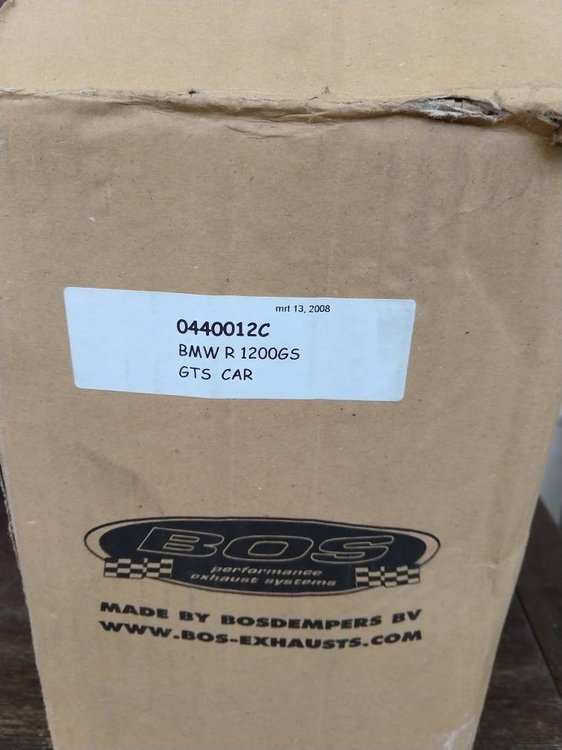 mrt 13, 2008
0440012C
BMW R 1200GS
GTS CAR
BOS
performance
exhaust systems
MADE BY BOSDEMPERS BV
WWW.BOS-EXHAUSTS.COM